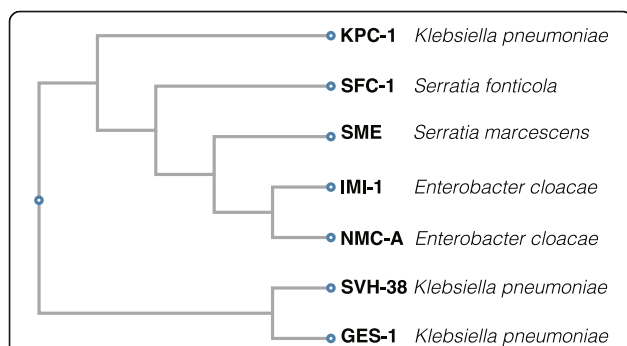 KPC-1 Klebsiella pneumoniae
SFC-1 Serratia fonticola
SME Serratia marcescens
IMI-1 Enterobacter cloacae
NMC-A Enterobacter cloacae
SVH-38 Klebsiella pneumoniae
GES-1 Klebsiella pneumoniae